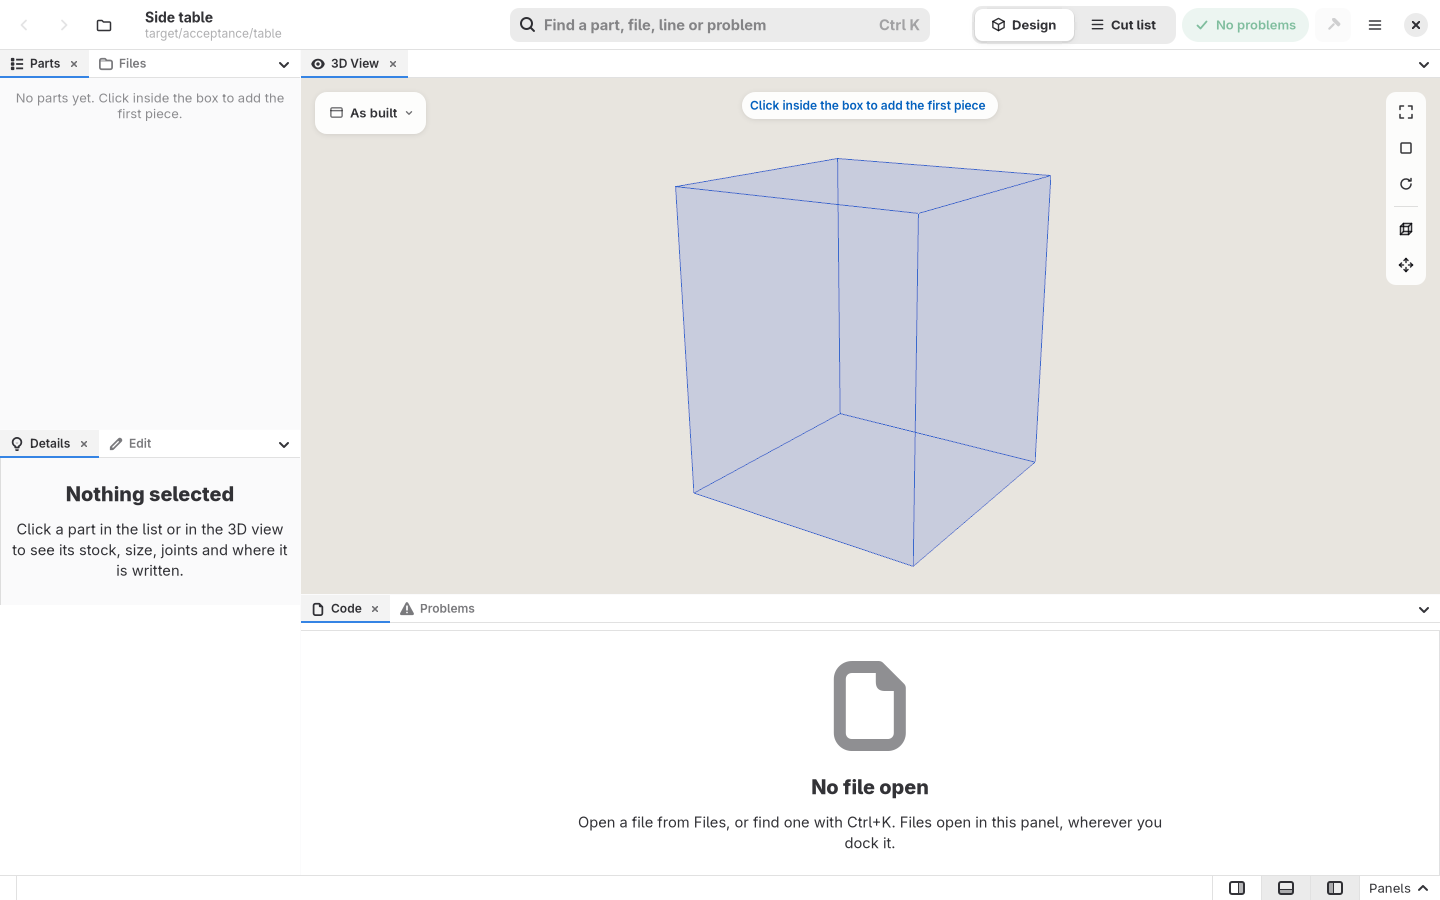 Side table
target/acceptance/table
Find a part, file, line or problem
Ctrl K
Design
Cut list
No problems
Parts
Files
3D View
No parts yet. Click inside the box to add the
first piece.
As built
Click inside the box to add the first piece
Details
Edit
Nothing selected
Click a part in the list or in the 3D view
to see its stock, size, joints and where it
is written.
Code
Problems
No file open
Open a file from Files, or find one with Ctrl+K. Files open in this panel, wherever you
dock it.
Panels